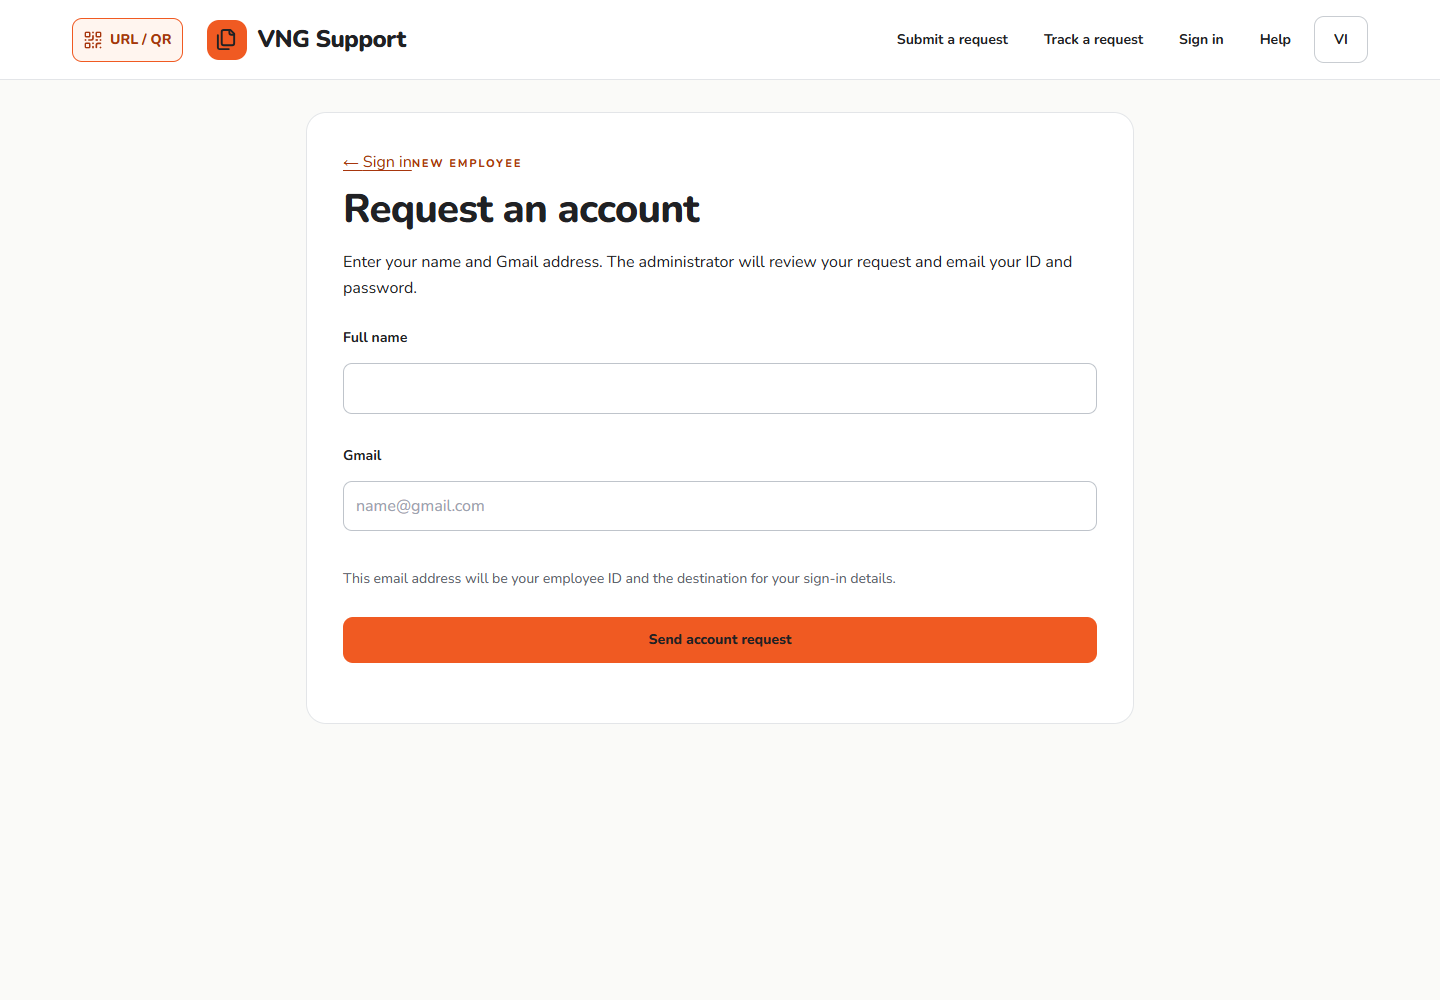 URL / QR
VNG Support
Submit a request
Track a request
Sign in
Help
VI
← Sign in NEW EMPLOYEE
Request an account
Enter your name and Gmail address. The administrator will review your request and email your ID and
password.
Full name
Gmail
name@gmail.com
This email address will be your employee ID and the destination for your sign-in details.
Send account request